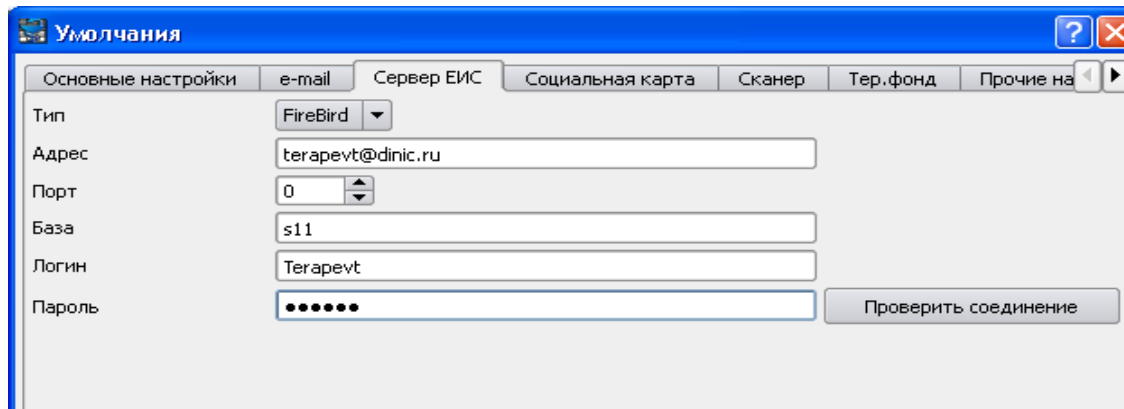 Умолчания
Основные настройки e-mail Сервер ЕИС Социальная карта Сканер Тер.фонд Прочие на
Тип FireBird
Адрес terapevt@dinic.ru
Порт 0
База s11
Логин Terapevt
Пароль ●●●●●● Проверить соединение